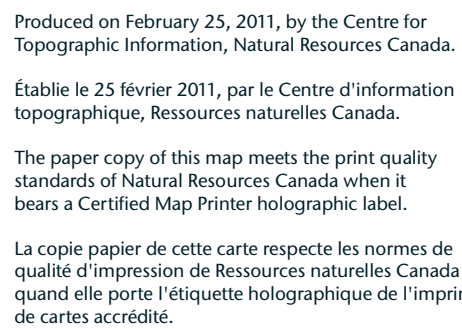 Produced on February 25, 2011, by the Centre for
Topographic Information, Natural Resources Canada.
Établie le 25 février 2011, par le Centre d'information
topographique, Ressources naturelles Canada.
The paper copy of this map meets the print quality
standards of Natural Resources Canada when it
bears a Certified Map Printer holographic label.
La copie papier de cette carte respecte les normes de
qualité d'impression de Ressources naturelles Canada
quand elle porte l'étiquette holographique de
de cartes accrédité.